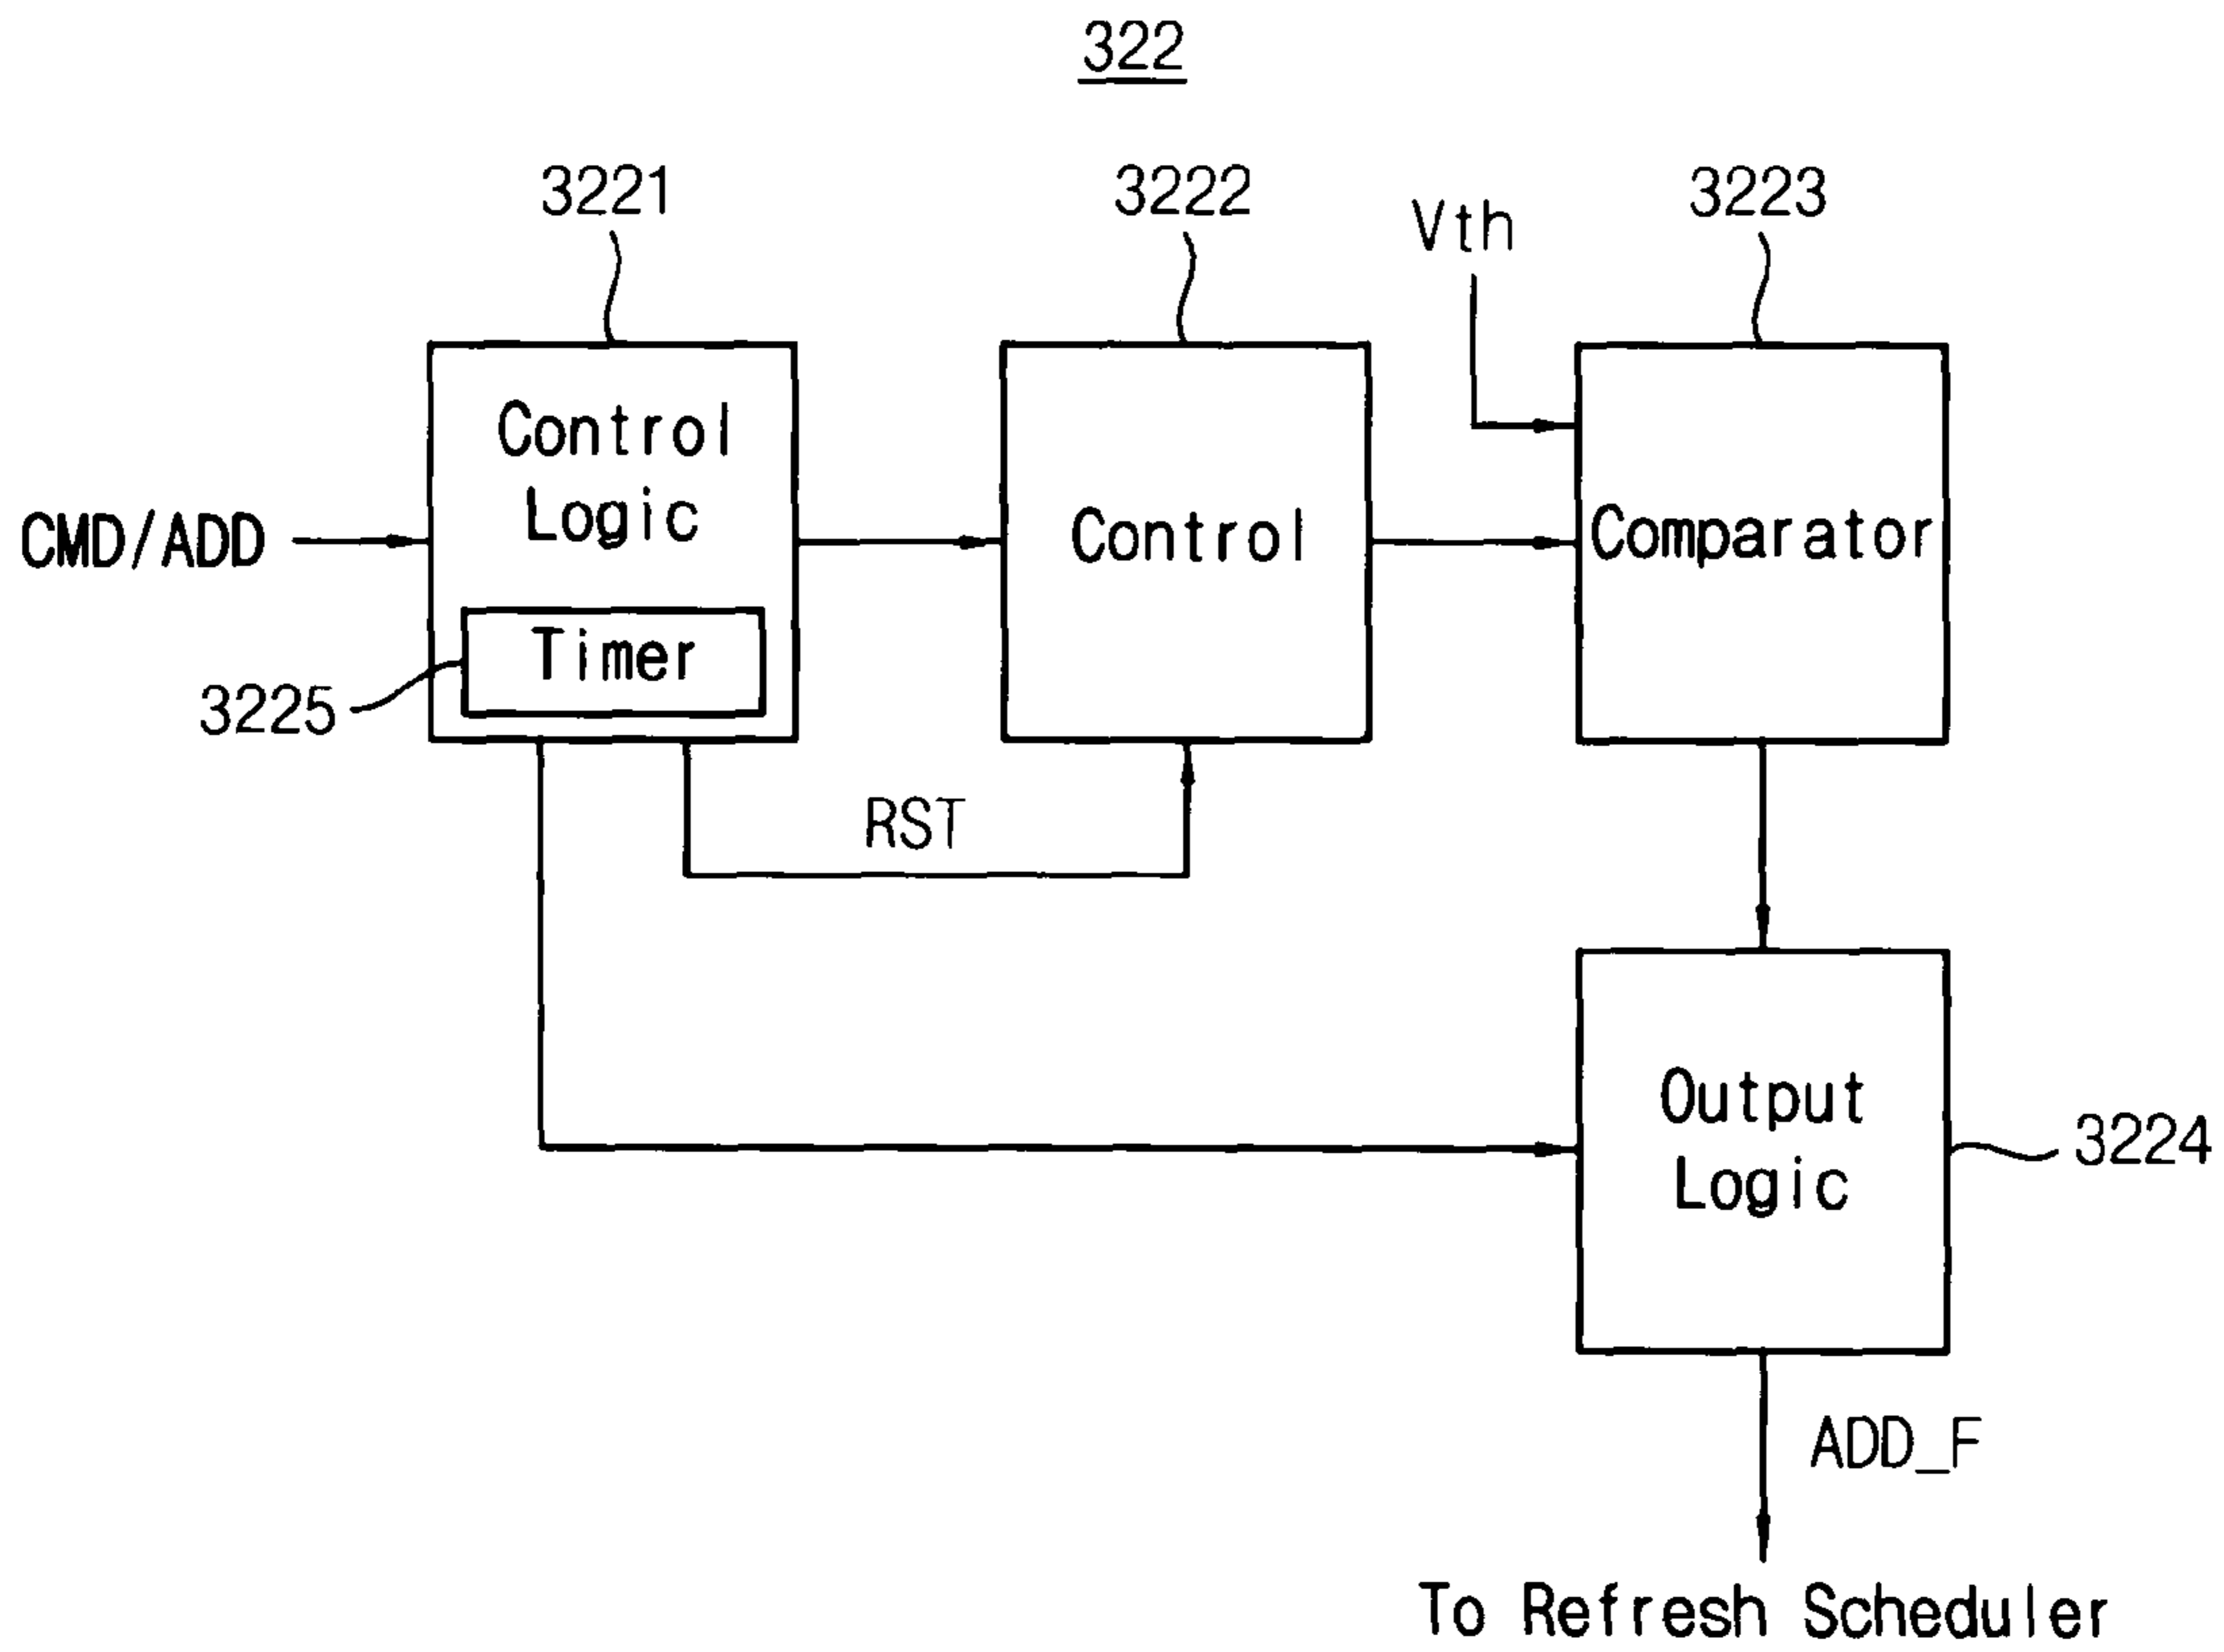 322
3221
3222
Vth
3223
Control
Logic
CMD/ADD
Control
Comparator
Timer
3225
RST
Output
Logic
3224
ADD_F
To Refresh Scheduler